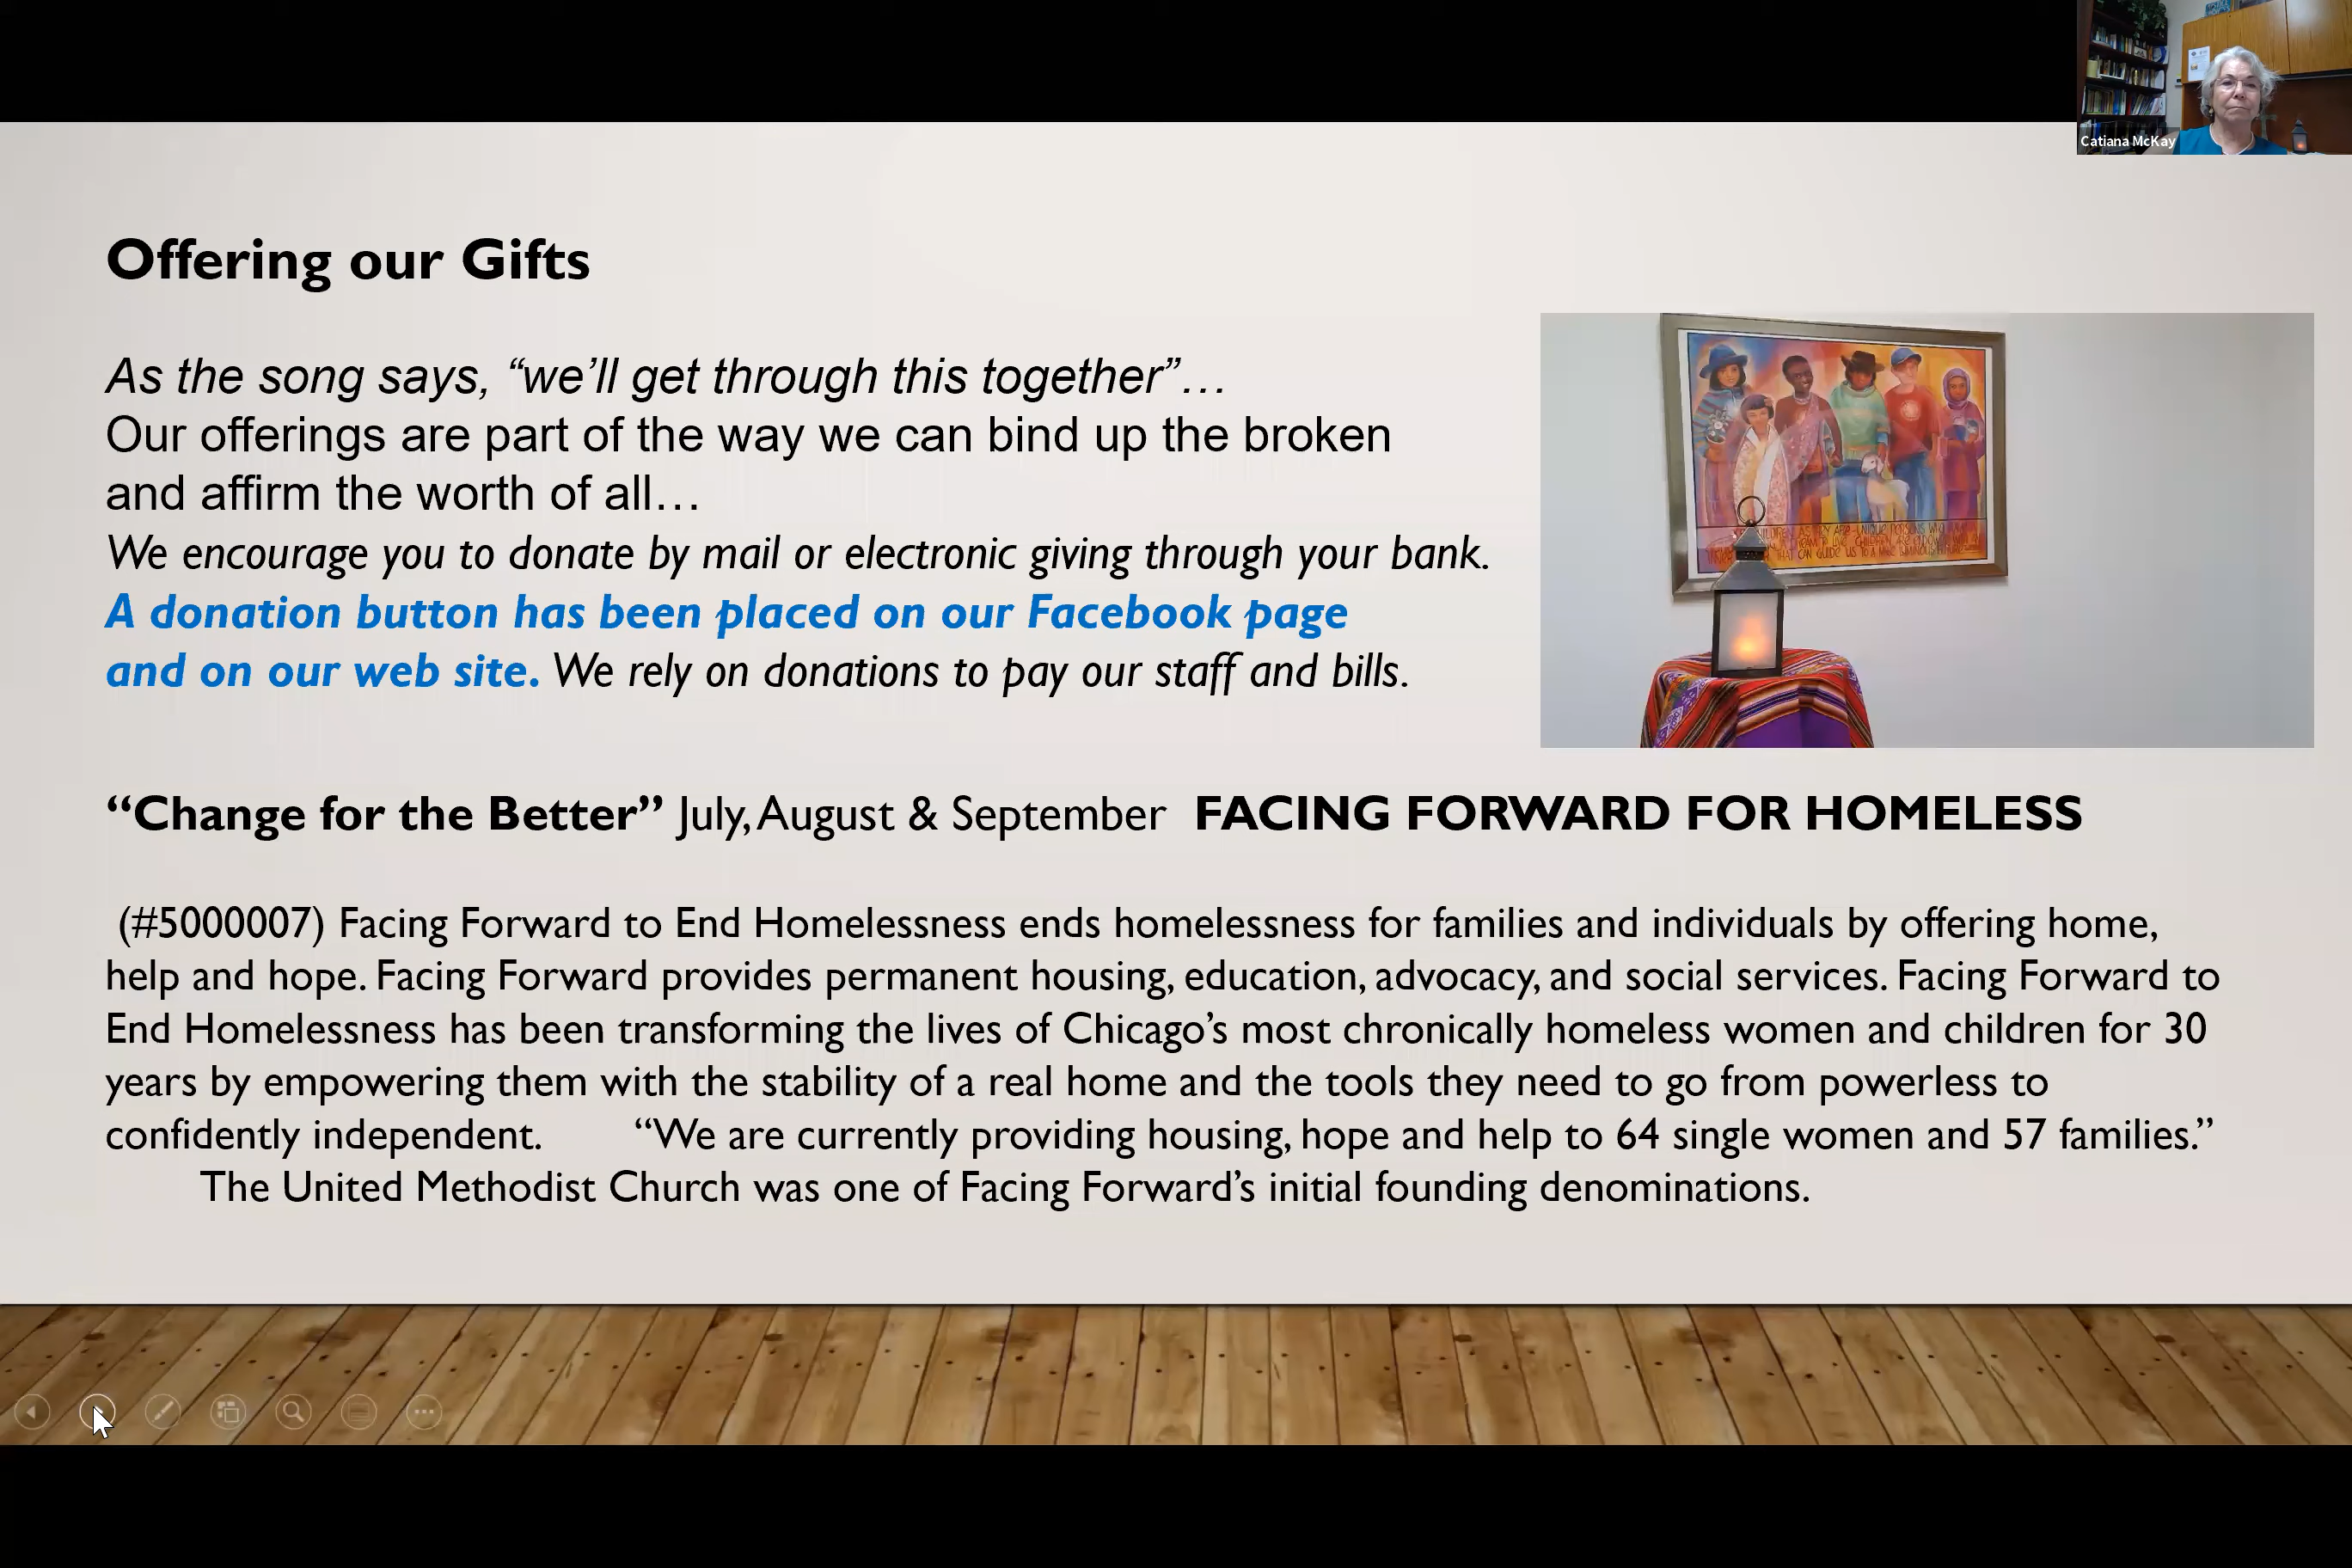 Catiana McKay
Offering our Gifts
As the song says, “we’ll get through this together”…
Our offerings are part of the way we can bind up the broken
and affirm the worth of all…
We encourage you to donate by mail or electronic giving through your bank.
A donation button has been placed on our Facebook page
and on our web site. We rely on donations to pay our staff and bills.
“Change for the Better” July, August & September FACING FORWARD FOR HOMELESS
(#5000007) Facing Forward to End Homelessness ends homelessness for families and individuals by offering home,
help and hope. Facing Forward provides permanent housing, education, advocacy, and social services. Facing Forward to
End Homelessness has been transforming the lives of Chicago’s most chronically homeless women and children for 30
years by empowering them with the stability of a real home and the tools they need to go from powerless to
confidently independent. “We are currently providing housing, hope and help to 64 single women and 57 families.”
The United Methodist Church was one of Facing Forward’s initial founding denominations.